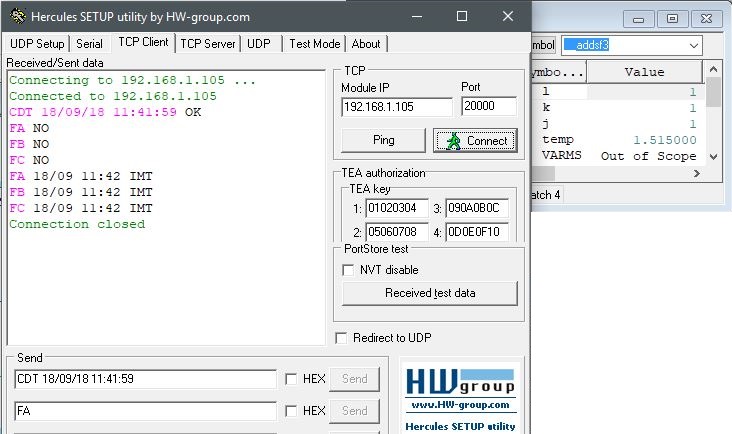 Hercules SETUP utility by HW-group.com
UDP Setup Serial TCP Client TCP Server UDP Test Mode About
Received/Sent data
Connecting to 192.168.1.105 ...
Connected to 192.168.1.105
CDT 18/09/18 11:41:59 OK
FA NO
FB NO
FC NO
FA 18/09 11:42 IMT
FB 18/09 11:42 IMT
FC 18/09 11:42 IMT
Connection closed
TCP
Module IP Port
192.168.1.105 20000
Ping Connect
TEA authorization
TEA key
1: 01020304 3: 090A0B0C
2: 05060708 4: 0D0E0F10
PortStore test
NVT disable
Received test data
Redirect to UDP
Send
CDT 18/09/18 11:41:59 HEX Send
FA HEX Send
HW group
www.HW-group.com
Hercules SETUP utility
mbol __addsf3
ymbo... Value
l 1
k 1
j 1
temp 1.515000
VARMS Out of Scope
atch 4